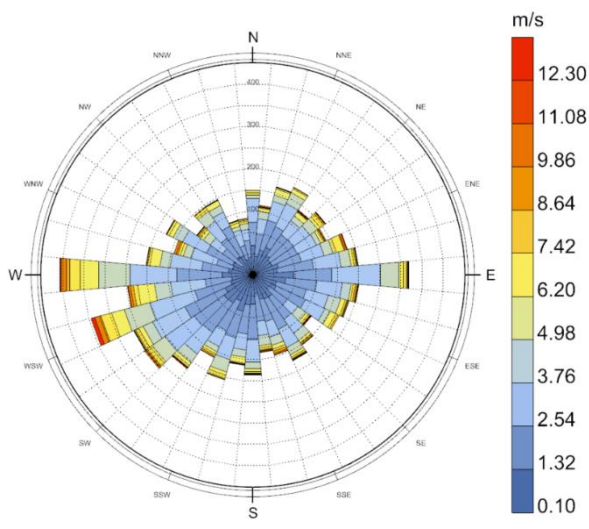 m/s
N
NNW
NNE
NW
NE
WNW
ENE
W
E
WSW
ESE
SW
SE
SSW
SSE
S
400
300
200
12.30
11.08
9.86
8.64
7.42
6.20
4.98
3.76
2.54
1.32
0.10